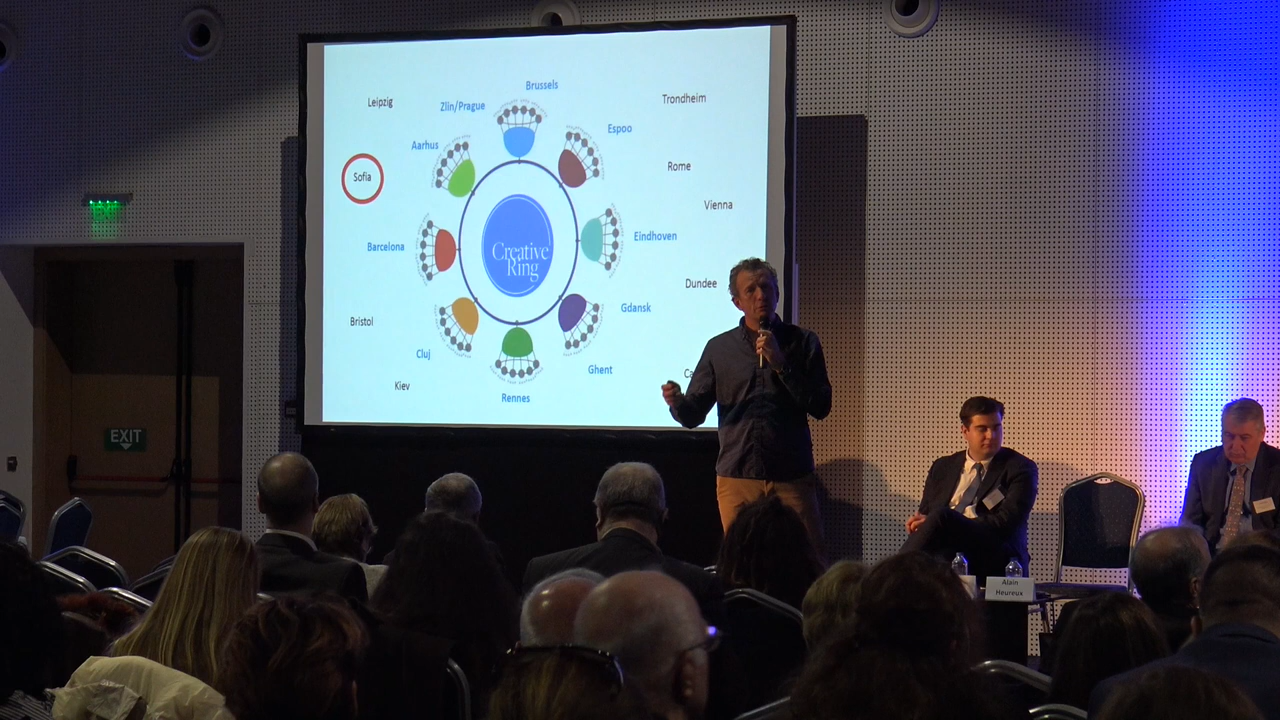 Brussels
Leipzig
Zlin/Prague
Trondheim
Espoo
Aarhus
Rome
Sofia
Vienna
Eindhoven
Barcelona
Creative
Ring
Dundee
Gdansk
Bristol
Cluj
Ghent
Kiev
Rennes
EXIT
EXIT
Alain
Heureux